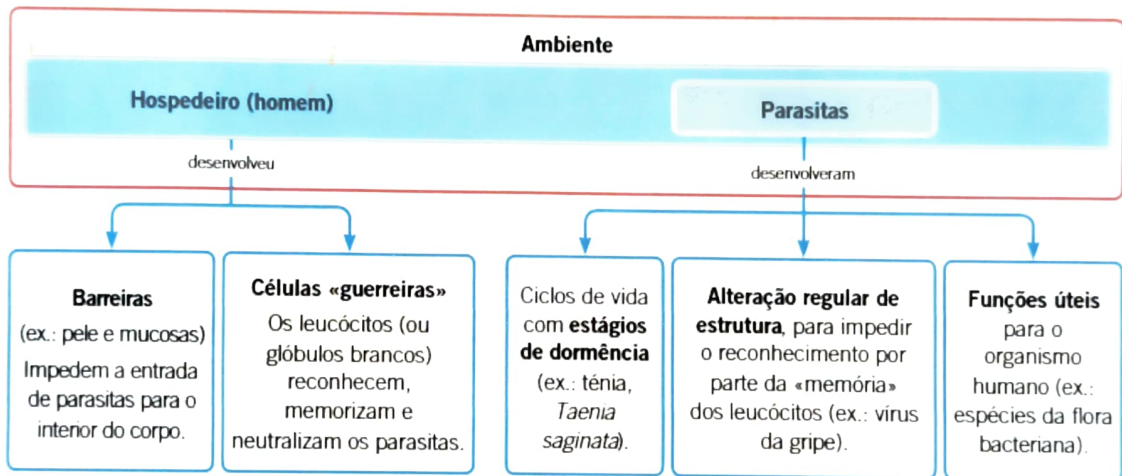 Ambiente
Hospedeiro (homem)
Parasitas
desenvolveu
desenvolveram
Barreiras
(ex.: pele e mucosas)
Impedem a entrada
de parasitas para o
interior do corpo.
Células «guerreiras»
Os leucócitos (ou
glóbulos brancos)
reconhecem,
memorizam e
neutralizam os parasitas.
Ciclos de vida
com estágios
de dormência
(ex.: ténia,
Taenia
saginata).
Alteração regular de
estrutura, para impedir
o reconhecimento por
parte da «memória»
dos leucócitos (ex.: vírus
da gripe).
Funções úteis
para o
organismo
humano (ex.:
espécies da flora
bacteriana).